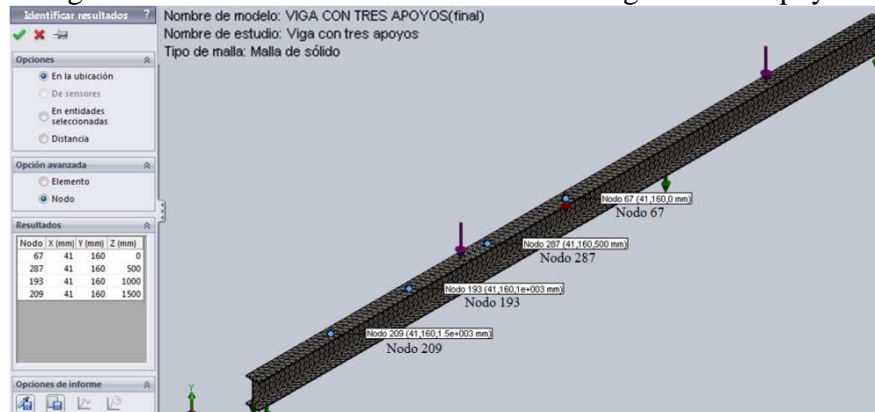 Identificar resultados ?
Opciones
En la ubicación
De sensores
En entidades
seleccionadas
Distancia
Opción avanzada
Elemento
Nodo
Resultados
Nodo X (mm) Y (mm) Z (mm)
67 41 160 0
287 41 160 500
193 41 160 1000
209 41 160 1500
Opciones de informe
Nombre de modelo: VIGA CON TRES APOYOS(final)
Nombre de estudio: Viga con tres apoyos
Tipo de malla: Malla de sólido
Nodo 67 (41,160,0 mm)
Nodo 67
Nodo 287 (41,160,500 mm)
Nodo 287
Nodo 193 (41,160,1e+003 mm)
Nodo 193
Nodo 209 (41,160,1.5e+003 mm)
Nodo 209
Y